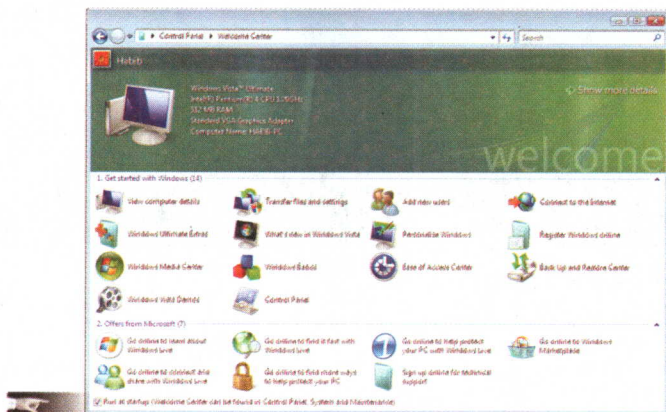 Control Panel ▸ Welcome Center
Search
Habib
Windows Vista™ Ultimate
Intel(R) Pentium(R) 4 CPU 1.70GHz
512 MB RAM
Standard VGA Graphics Adapter
Computer Name: HABIB-PC
Show more details
welcome
1. Get started with Windows (14)
View computer details
Transfer files and settings
Add new users
Connect to the Internet
Windows Ultimate Extras
What's new in Windows Vista
Personalize Windows
Register Windows online
Windows Media Center
Windows Basics
Ease of Access Center
Back Up and Restore Center
Windows Vista Demos
Control Panel
2. Offers from Microsoft (7)
Go online to learn about
Windows Live
Go online to find it fast with
Windows Live
Go online to help protect
your PC with Windows Live
Go online to Windows
Marketplace
Go online to connect and
share with Windows Live
Go online to find more ways
to help protect your PC
Sign up online for technical
support
Run at startup (Welcome Center can be found in Control Panel, System and Maintenance)